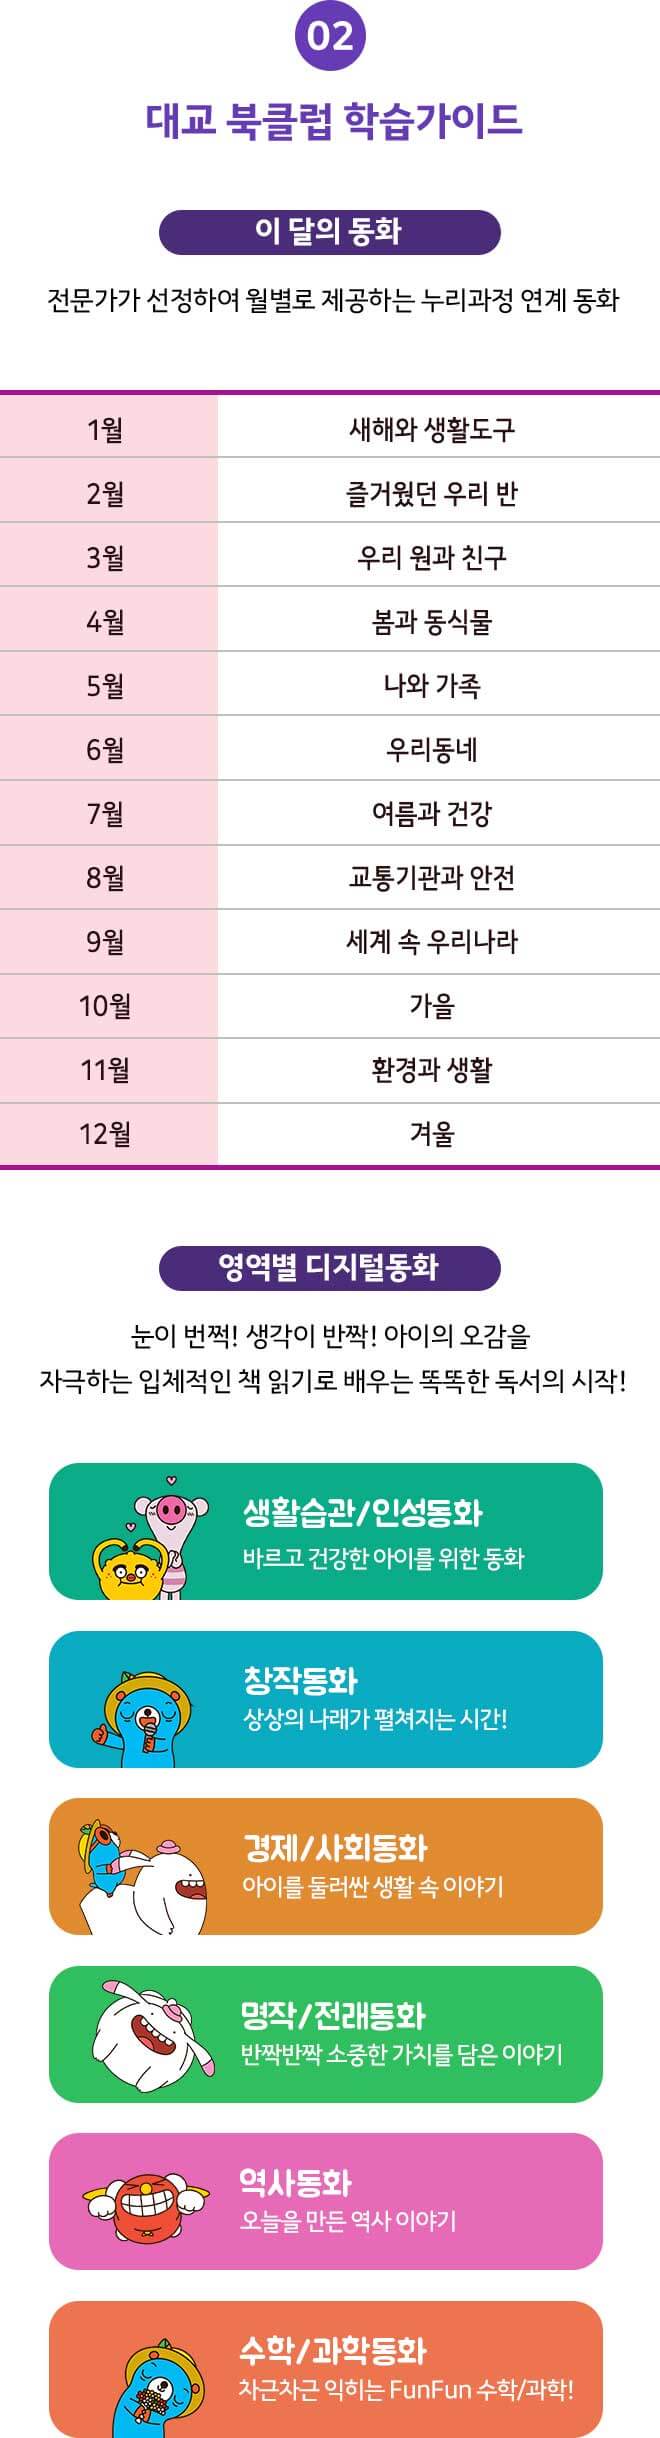 02
대교 북클럽 학습가이드
이 달의 동화
전문가가 선정하여 월별로 제공하는 누리과정 연계 동화
1월 새해와 생활도구
2월 즐거웠던 우리 반
3월 우리 원과 친구
4월 봄과 동식물
5월 나와 가족
6월 우리동네
7월 여름과 건강
8월 교통기관과 안전
9월 세계 속 우리나라
10월 가을
11월 환경과 생활
12월 겨울
영역별 디지털동화
눈이 번쩍! 생각이 반짝! 아이의 오감을
자극하는 입체적인 책 읽기로 배우는 똑똑한 독서의 시작!
생활습관/인성동화
바르고 건강한 아이를 위한 동화
창작동화
상상의 나래가 펼쳐지는 시간!
경제/사회동화
아이를 둘러싼 생활 속 이야기
명작/전래동화
반짝반짝 소중한 가치를 담은 이야기
역사동화
오늘을 만든 역사 이야기
수학/과학동화
차근차근 익히는 FunFun 수학/과학!